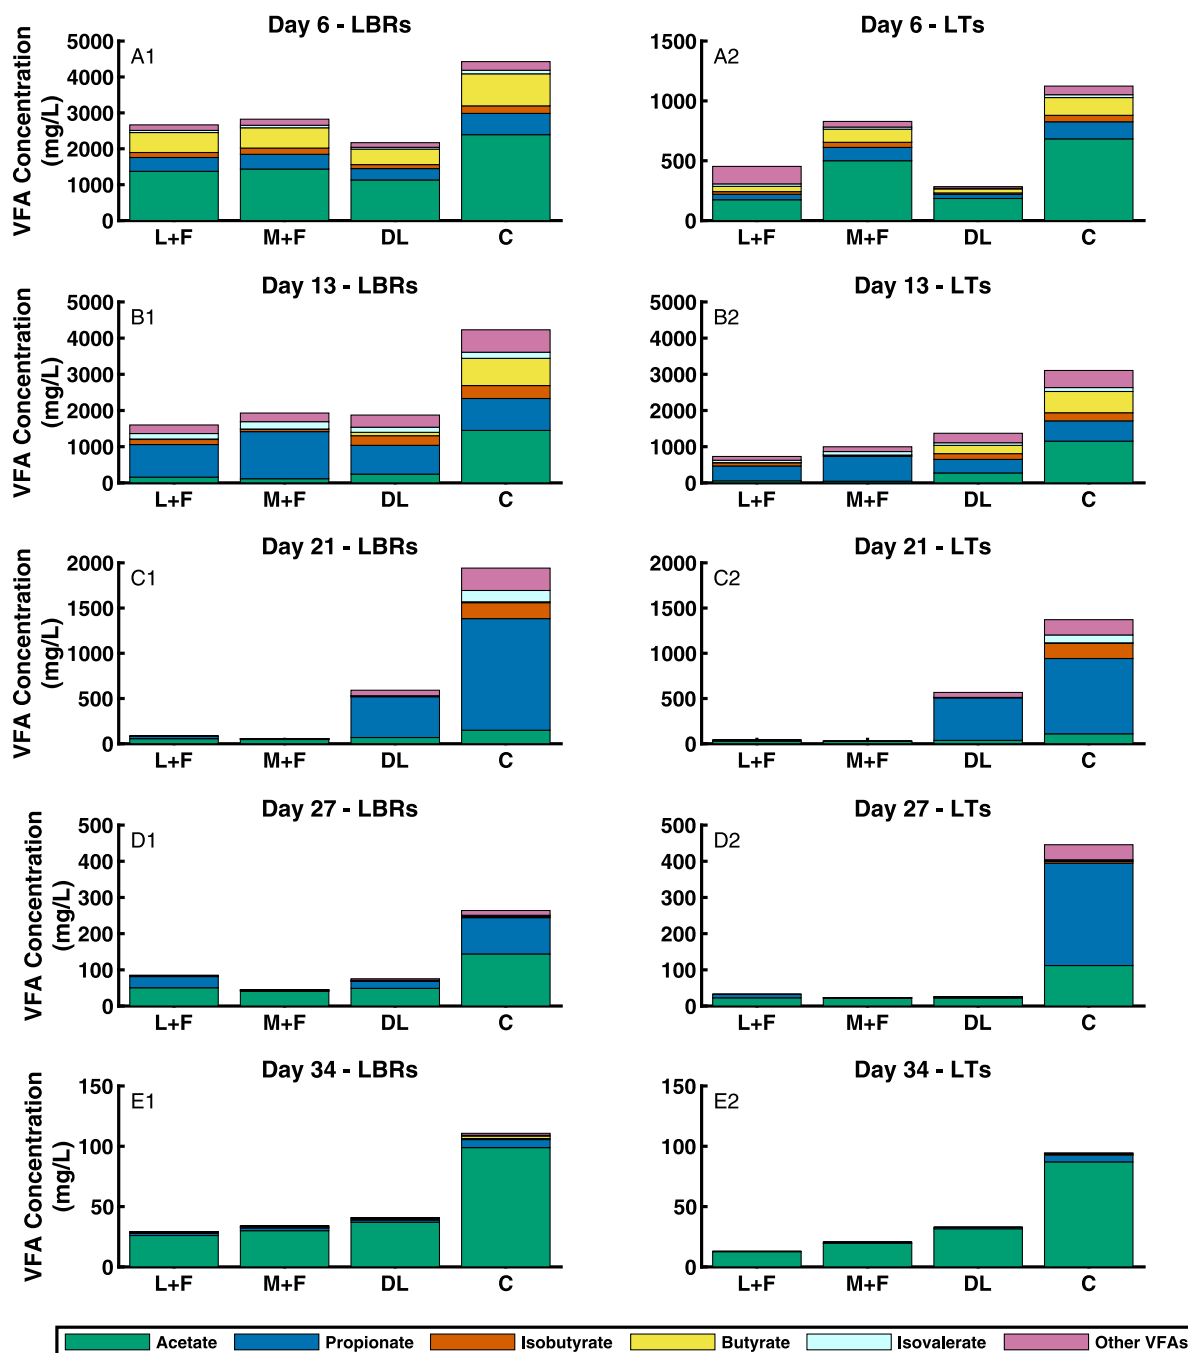 Day 6 - LBRs
VFA Concentration
(mg/L)
5000
4000
3000
2000
1000
0
A1
L+F M+F DL C
Day 6 - LTs
1500
1000
500
0
A2
L+F M+F DL C
Day 13 - LBRs
VFA Concentration
(mg/L)
5000
4000
3000
2000
1000
0
B1
L+F M+F DL C
Day 13 - LTs
5000
4000
3000
2000
1000
0
B2
L+F M+F DL C
Day 21 - LBRs
VFA Concentration
(mg/L)
2000
1500
1000
500
0
C1
L+F M+F DL C
Day 21 - LTs
2000
1500
1000
500
0
C2
L+F M+F DL C
Day 27 - LBRs
VFA Concentration
(mg/L)
500
400
300
200
100
0
D1
L+F M+F DL C
Day 27 - LTs
500
400
300
200
100
0
D2
L+F M+F DL C
Day 34 - LBRs
VFA Concentration
(mg/L)
150
100
50
0
E1
L+F M+F DL C
Day 34 - LTs
150
100
50
0
E2
L+F M+F DL C
Acetate Propionate Isobutyrate Butyrate Isovalerate Other VFAs